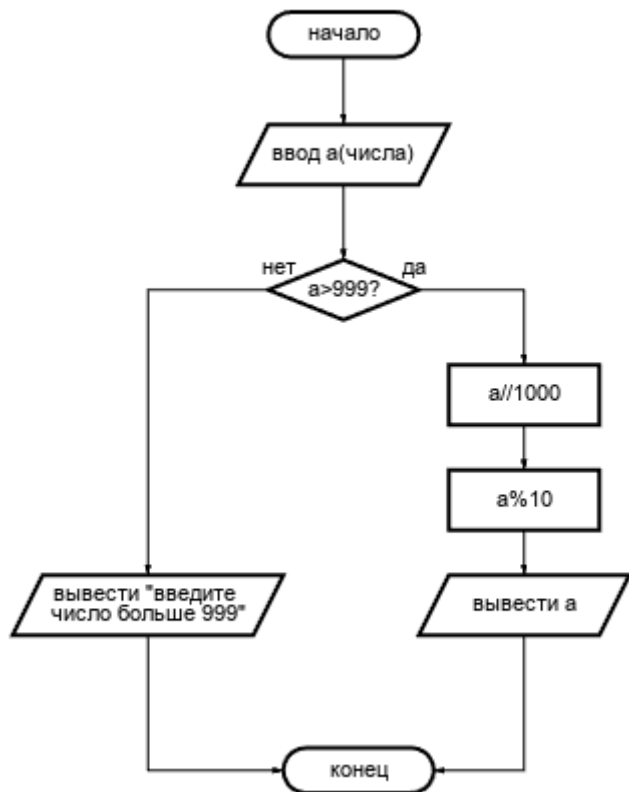 начало
ввод а(числа)
нет
да
а>999?
a//1000
a%10
вывести "введите
число больше 999"
вывести а
конец